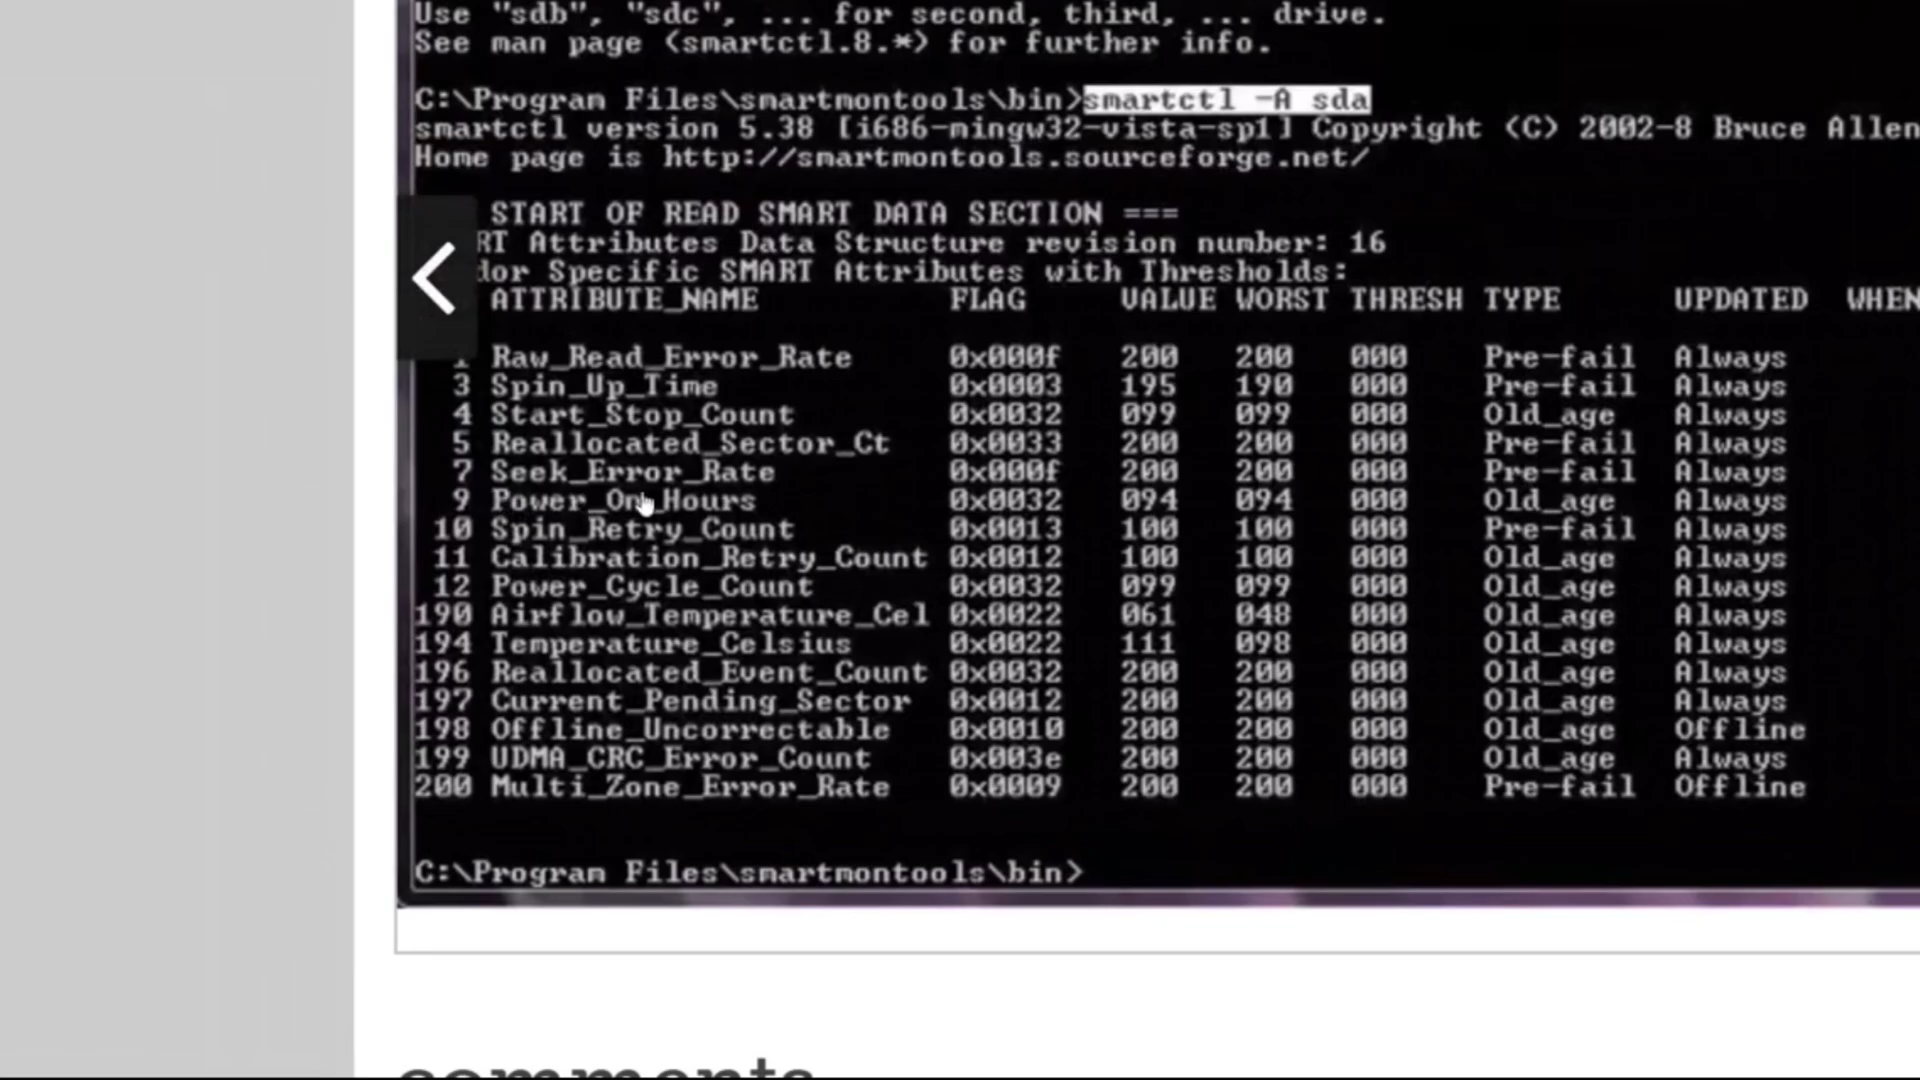 Use "sdb", "sdc", ... for second, third, ... drive.
See man page (smartctl.8.*) for further info.
C:\Program Files\smartmontools\bin>smartctl -A sda
smartctl version 5.38 [i686-mingw32-vista-sp1] Copyright (C) 2002-8 Bruce Allen
Home page is http://smartmontools.sourceforge.net/
START OF READ SMART DATA SECTION ===
RT Attributes Data Structure revision number: 16
dor Specific SMART Attributes with Thresholds:
ATTRIBUTE_NAME FLAG VALUE WORST THRESH TYPE UPDATED WHEN
1 Raw_Read_Error_Rate 0x000f 200 200 000 Pre-fail Always
3 Spin_Up_Time 0x0003 195 190 000 Pre-fail Always
4 Start_Stop_Count 0x0032 099 099 000 Old_age Always
5 Reallocated_Sector_Ct 0x0033 200 200 000 Pre-fail Always
7 Seek_Error_Rate 0x000f 200 200 000 Pre-fail Always
9 Power_On_Hours 0x0032 094 094 000 Old_age Always
10 Spin_Retry_Count 0x0013 100 100 000 Pre-fail Always
11 Calibration_Retry_Count 0x0012 100 100 000 Old_age Always
12 Power_Cycle_Count 0x0032 099 099 000 Old_age Always
190 Airflow_Temperature_Cel 0x0022 061 048 000 Old_age Always
194 Temperature_Celsius 0x0022 111 098 000 Old_age Always
196 Reallocated_Event_Count 0x0032 200 200 000 Old_age Always
197 Current_Pending_Sector 0x0012 200 200 000 Old_age Always
198 Offline_Uncorrectable 0x0010 200 200 000 Old_age Offline
199 UDMA_CRC_Error_Count 0x003e 200 200 000 Old_age Always
200 Multi_Zone_Error_Rate 0x0009 200 200 000 Pre-fail Offline
C:\Program Files\smartmontools\bin>
comments